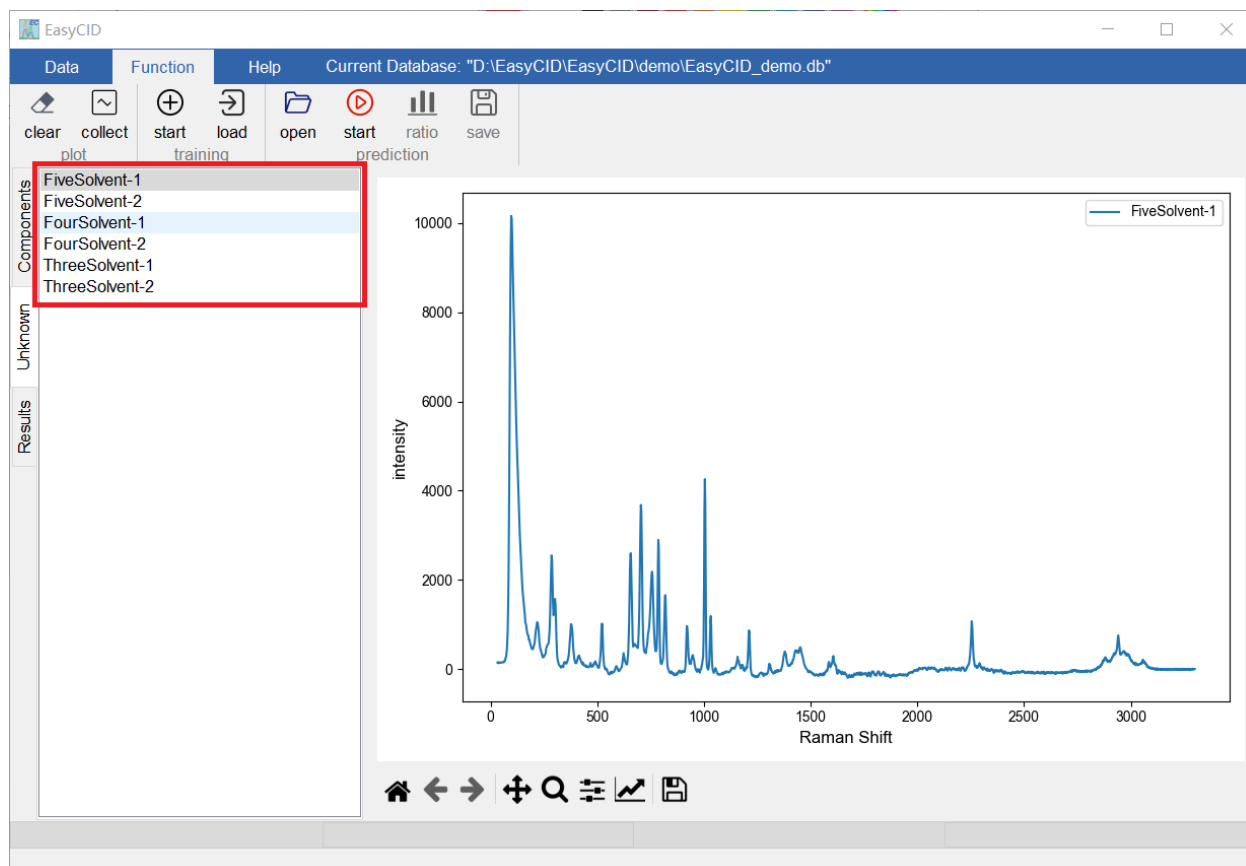 EasyCID
Data Function Help Current Database: "D:\EasyCID\EasyCID\demo\EasyCID_demo.db"
clear collect start load open start ratio save
plot training prediction
Components
Unknown
Results
FiveSolvent-1
FiveSolvent-2
FourSolvent-1
FourSolvent-2
ThreeSolvent-1
ThreeSolvent-2
FiveSolvent-1
10000
8000
6000
4000
2000
0
intensity
0 500 1000 1500 2000 2500 3000
Raman Shift